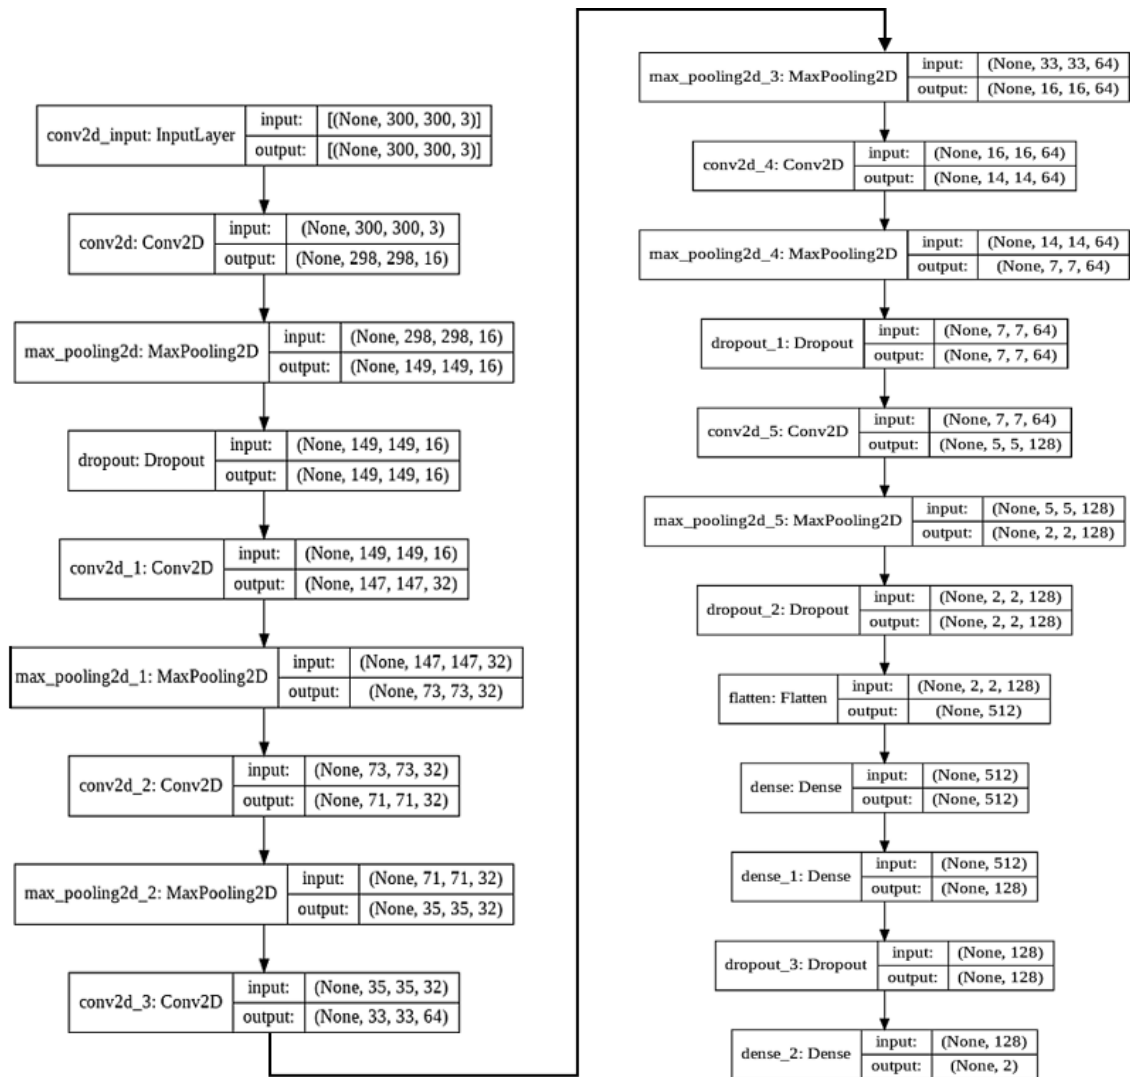 conv2d_input: InputLayer
input: [(None, 300, 300, 3)]
output: [(None, 300, 300, 3)]
conv2d: Conv2D
input: (None, 300, 300, 3)
output: (None, 298, 298, 16)
max_pooling2d: MaxPooling2D
input: (None, 298, 298, 16)
output: (None, 149, 149, 16)
dropout: Dropout
input: (None, 149, 149, 16)
output: (None, 149, 149, 16)
conv2d_1: Conv2D
input: (None, 149, 149, 16)
output: (None, 147, 147, 32)
max_pooling2d_1: MaxPooling2D
input: (None, 147, 147, 32)
output: (None, 73, 73, 32)
conv2d_2: Conv2D
input: (None, 73, 73, 32)
output: (None, 71, 71, 32)
max_pooling2d_2: MaxPooling2D
input: (None, 71, 71, 32)
output: (None, 35, 35, 32)
conv2d_3: Conv2D
input: (None, 35, 35, 32)
output: (None, 33, 33, 64)
max_pooling2d_3: MaxPooling2D
input: (None, 33, 33, 64)
output: (None, 16, 16, 64)
conv2d_4: Conv2D
input: (None, 16, 16, 64)
output: (None, 14, 14, 64)
max_pooling2d_4: MaxPooling2D
input: (None, 14, 14, 64)
output: (None, 7, 7, 64)
dropout_1: Dropout
input: (None, 7, 7, 64)
output: (None, 7, 7, 64)
conv2d_5: Conv2D
input: (None, 7, 7, 64)
output: (None, 5, 5, 128)
max_pooling2d_5: MaxPooling2D
input: (None, 5, 5, 128)
output: (None, 2, 2, 128)
dropout_2: Dropout
input: (None, 2, 2, 128)
output: (None, 2, 2, 128)
flatten: Flatten
input: (None, 2, 2, 128)
output: (None, 512)
dense: Dense
input: (None, 512)
output: (None, 512)
dense_1: Dense
input: (None, 512)
output: (None, 128)
dropout_3: Dropout
input: (None, 128)
output: (None, 128)
dense_2: Dense
input: (None, 128)
output: (None, 2)